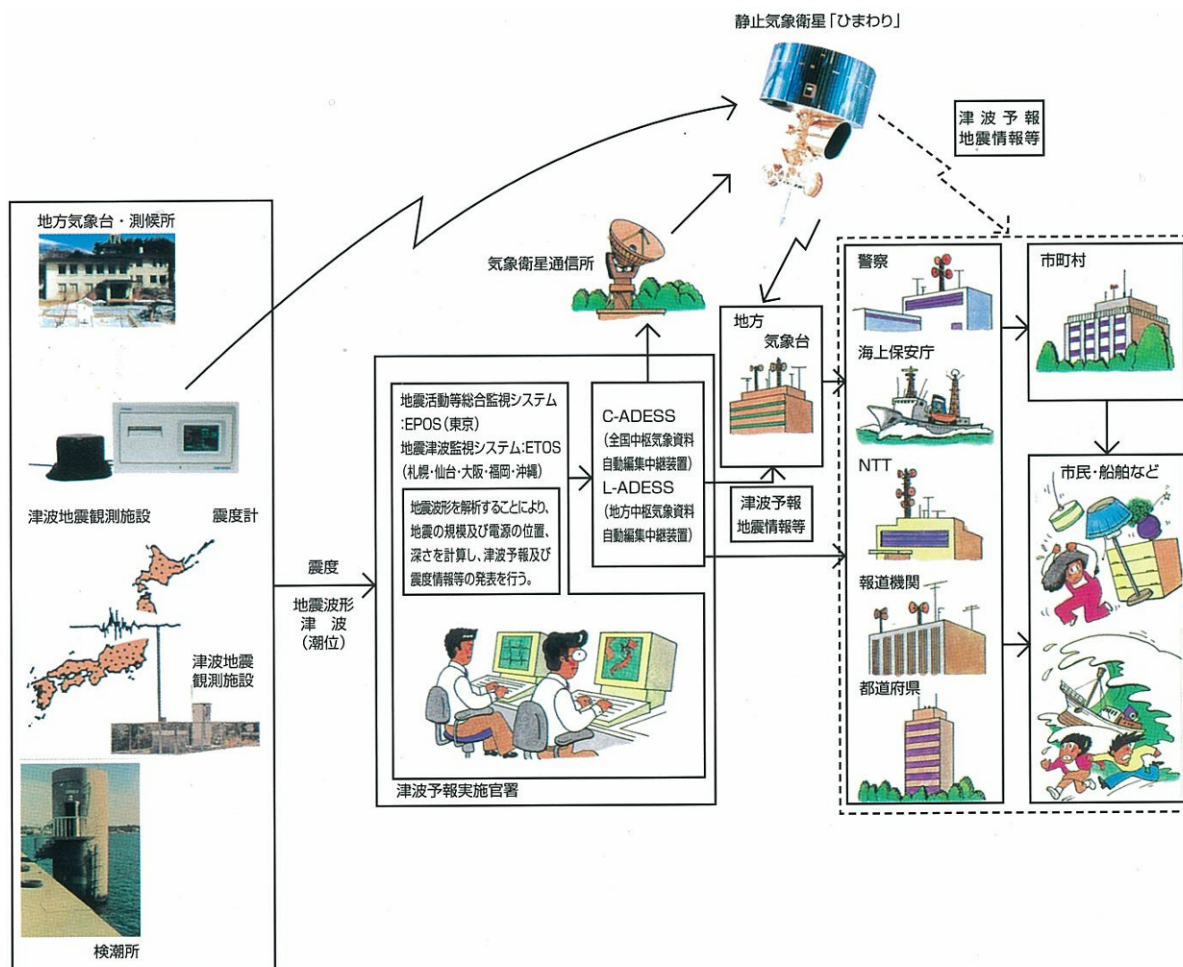 静止気象衛星「ひまわり」
津波予報
地震情報等
地方気象台・測候所
気象衛星通信所
津波地震観測施設
震度計
津波地震
観測施設
検潮所
震度
地震波形
津波
(潮位)
地震活動等総合監視システム
:EPOS(東京)
地震津波監視システム:ETOS
(札幌・仙台・大阪・福岡・沖縄)
地震波形を解析することにより、
地震の規模及び電源の位置、
深さを計算し、津波予報及び
震度情報等の発表を行う。
C-ADESS
(全国中枢気象資料
自動編集中継装置)
L-ADESS
(地方中枢気象資料
自動編集中継装置)
津波予報実施官署
地方
気象台
津波予報
地震情報等
警察
海上保安庁
NTT
報道機関
都道府県
市町村
市民・船舶など